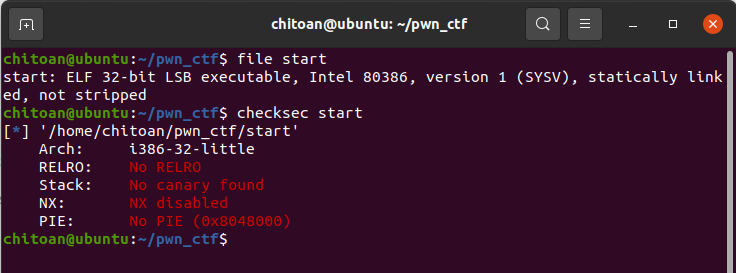 chitoan@ubuntu: ~/pwn_ctf
chitoan@ubuntu:~/pwn_ctf$ file start
start: ELF 32-bit LSB executable, Intel 80386, version 1 (SYSV), statically link
ed, not stripped
chitoan@ubuntu:~/pwn_ctf$ checksec start
[*] '/home/chitoan/pwn_ctf/start'
    Arch:     i386-32-little
    RELRO:    No RELRO
    Stack:    No canary found
    NX:       NX disabled
    PIE:      No PIE (0x8048000)
chitoan@ubuntu:~/pwn_ctf$